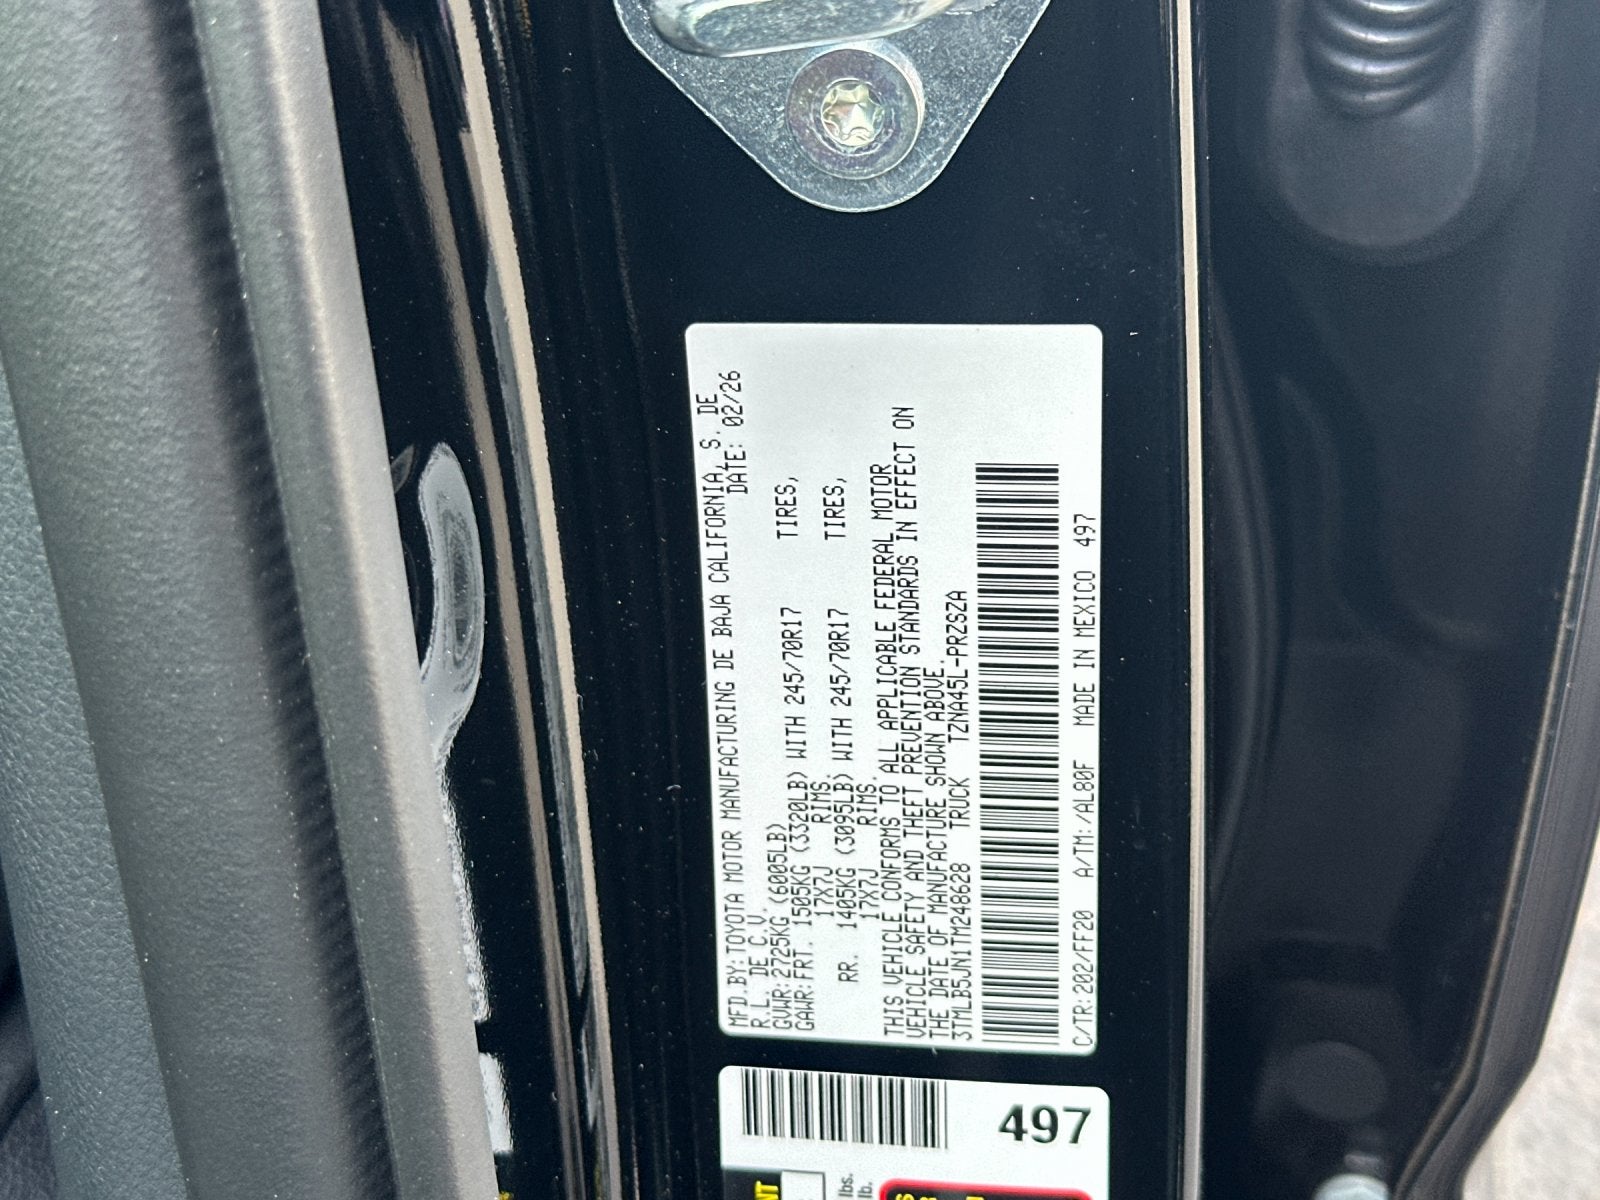 MFD.BY:TOYOTA MOTOR MANUFACTURING DE BAJA CALIFORNIA, S. DE
R.L. DE C.V. DATE: 02/26
GVWR:2725KG (6005LB)
GAWR:FRT. 1505KG (3320LB) WITH 245/70R17 TIRES,
17X7J RIMS.
RR. 1405KG (3095LB) WITH 245/70R17 TIRES,
17X7J RIMS.
THIS VEHICLE CONFORMS TO ALL APPLICABLE FEDERAL MOTOR
VEHICLE SAFETY AND THEFT PREVENTION STANDARDS IN EFFECT ON
THE DATE OF MANUFACTURE SHOWN ABOVE.
3TMLB5JN1TM248628 TRUCK TZNA45L-PRZSZA
C/TR:202/FF20 A/TM:/AL80F MADE IN MEXICO 497
497
lbs.